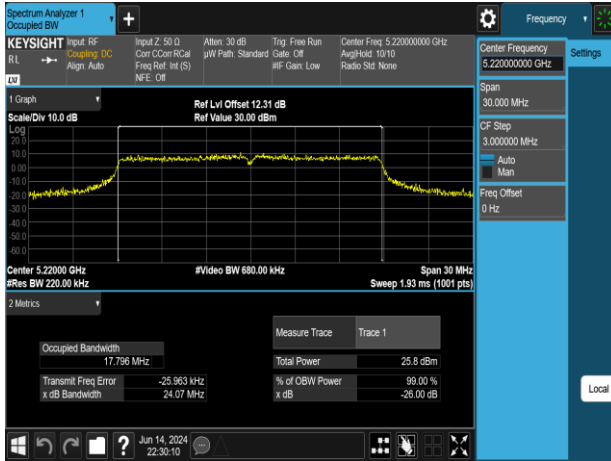 Spectrum Analyzer 1
Occupied BW
+
Frequency
KEYSIGHT Input: RF Input Z: 50 Ω Atten: 30 dB Trig: Free Run Center Freq: 5.220000000 GHz
RL Coupling: DC Corr CCorr RCal µW Path: Standard Gate: Off Avg|Hold: 10/10
Align: Auto Freq Ref: Int (S) #IF Gain: Low Radio Std: None
NFE: Off
LXI
Center Frequency
5.220000000 GHz
Settings
Span
30.000 MHz
CF Step
3.000000 MHz
Auto
Man
Freq Offset
0 Hz
Local
1 Graph
Ref Lvl Offset 12.31 dB
Scale/Div 10.0 dB Ref Value 30.00 dBm
Log
20.0
10.0
0.00
-10.0
-20.0
-30.0
-40.0
-50.0
-60.0
Center 5.22000 GHz #Video BW 680.00 kHz Span 30 MHz
#Res BW 220.00 kHz Sweep 1.93 ms (1001 pts)
2 Metrics
Measure Trace Trace 1
Occupied Bandwidth
17.796 MHz Total Power 25.8 dBm
Transmit Freq Error -25.963 kHz % of OBW Power 99.00 %
x dB Bandwidth 24.07 MHz x dB -26.00 dB
? Jun 14, 2024
22:30:10